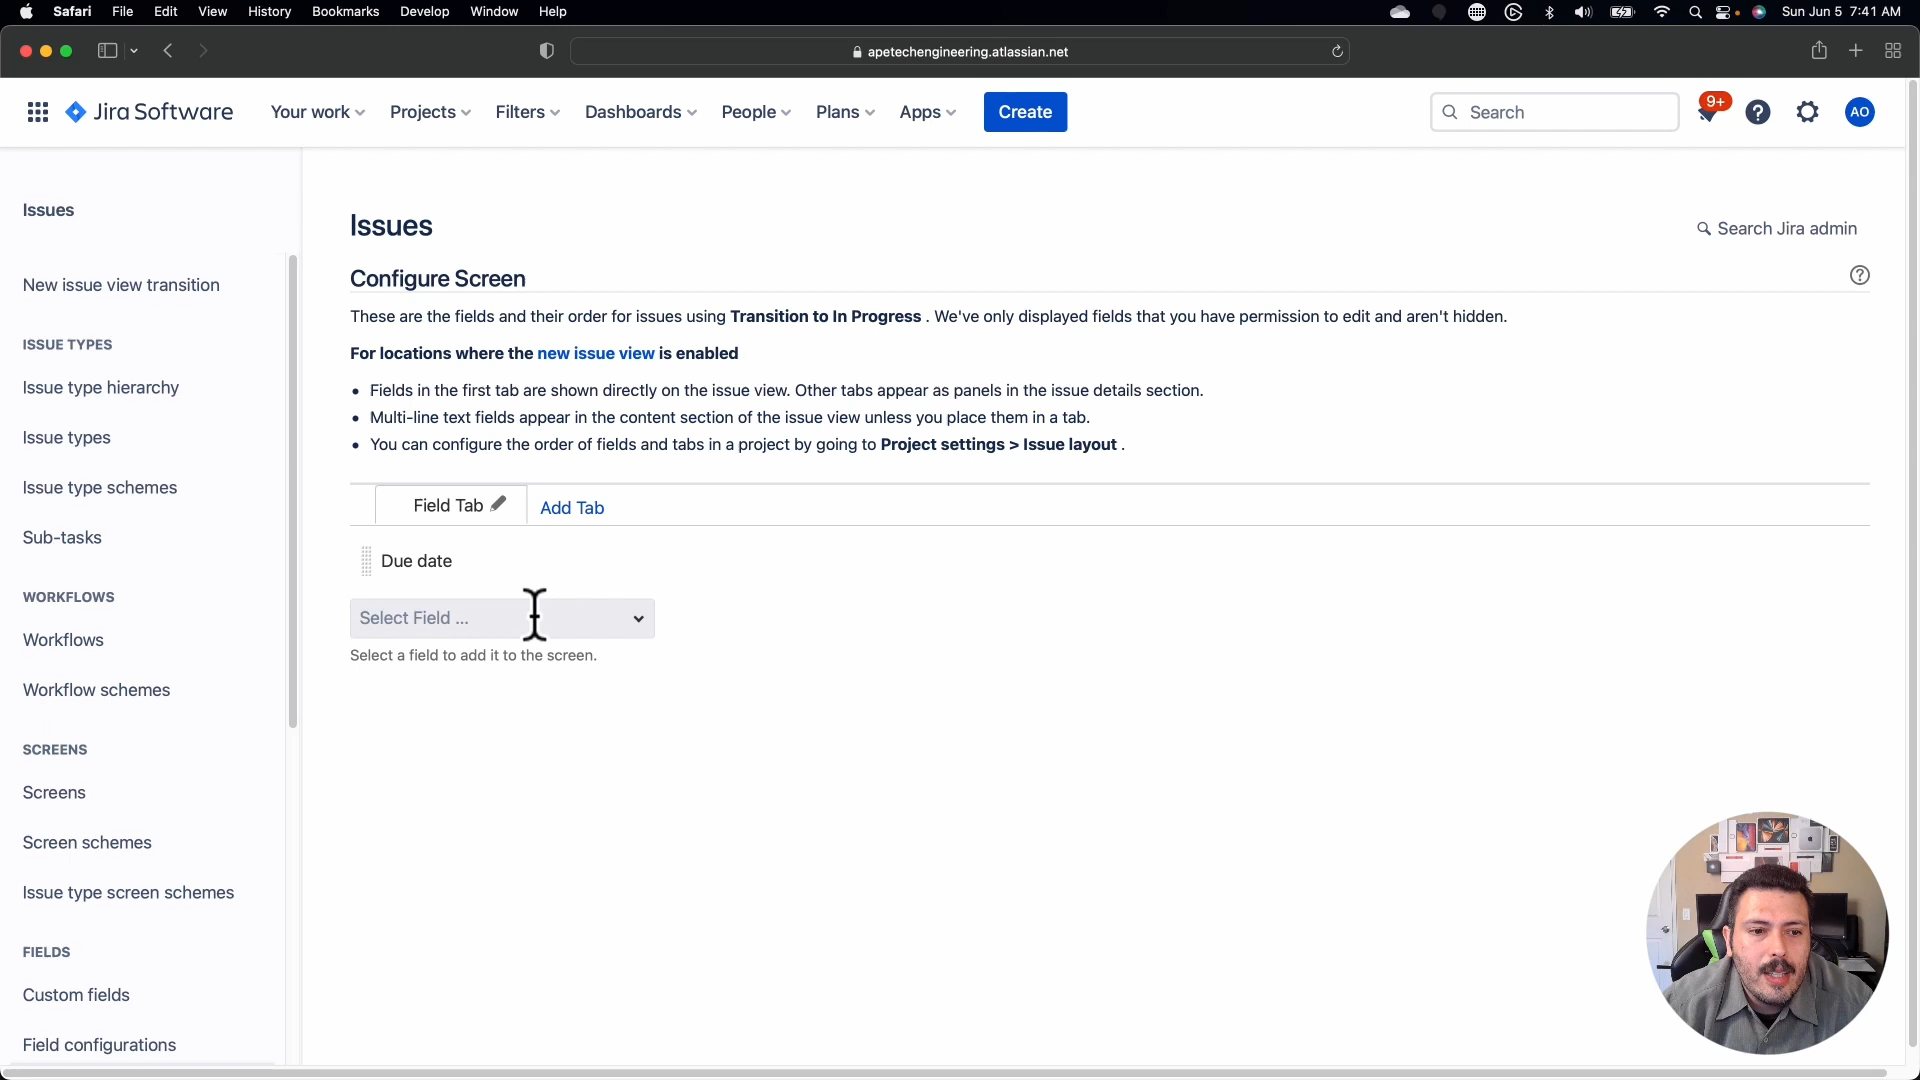 Safari File Edit View History Bookmarks Develop Window Help Sun Jun 5 7:41 AM
apetechengineering.atlassian.net
Jira Software Your work Projects Filters Dashboards People Plans Apps Create Search 9+ AO
Issues
New issue view transition
ISSUE TYPES
Issue type hierarchy
Issue types
Issue type schemes
Sub-tasks
WORKFLOWS
Workflows
Workflow schemes
SCREENS
Screens
Screen schemes
Issue type screen schemes
FIELDS
Custom fields
Field configurations
Issues
Search Jira admin
Configure Screen
These are the fields and their order for issues using Transition to In Progress . We've only displayed fields that you have permission to edit and aren't hidden.
For locations where the new issue view is enabled
• Fields in the first tab are shown directly on the issue view. Other tabs appear as panels in the issue details section.
• Multi-line text fields appear in the content section of the issue view unless you place them in a tab.
• You can configure the order of fields and tabs in a project by going to Project settings > Issue layout .
Field Tab Add Tab
Due date
Select Field ...
Select a field to add it to the screen.